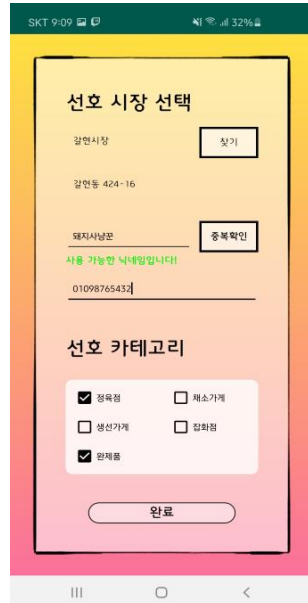 SKT 9:09 32%
선호 시장 선택
갈현시장 찾기
갈현동 424-16
돼지사냥꾼 중복확인
사용 가능한 닉네임입니다!
01098765432
선호 카테고리
정육점 채소가게
생선가게 잡화점
완제품
완료